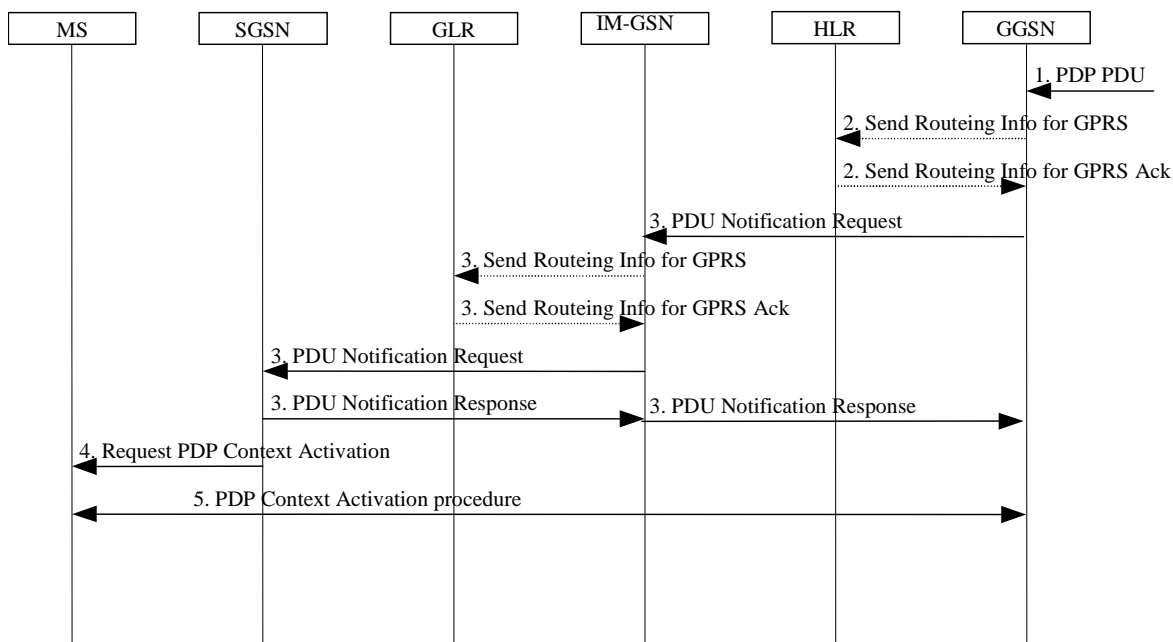 MS SGSN GLR IM-GSN HLR GGSN
1. PDP PDU
2. Send Routeing Info for GPRS
2. Send Routeing Info for GPRS Ack
3. PDU Notification Request
3. Send Routeing Info for GPRS
3. Send Routeing Info for GPRS Ack
3. PDU Notification Request
3. PDU Notification Response 3. PDU Notification Response
4. Request PDP Context Activation
5. PDP Context Activation procedure